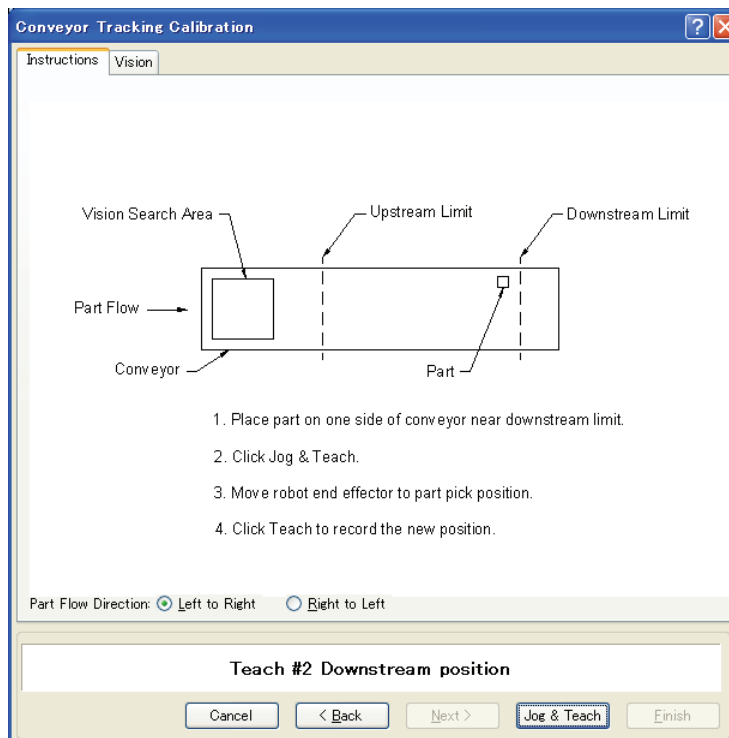 Conveyor Tracking Calibration
Instructions Vision
Vision Search Area Upstream Limit Downstream Limit
Part Flow
Conveyor Part
1. Place part on one side of conveyor near downstream limit.
2. Click Jog & Teach.
3. Move robot end effector to part pick position.
4. Click Teach to record the new position.
Part Flow Direction: Left to Right Right to Left
Teach #2 Downstream position
Cancel < Back Next > Jog & Teach Finish